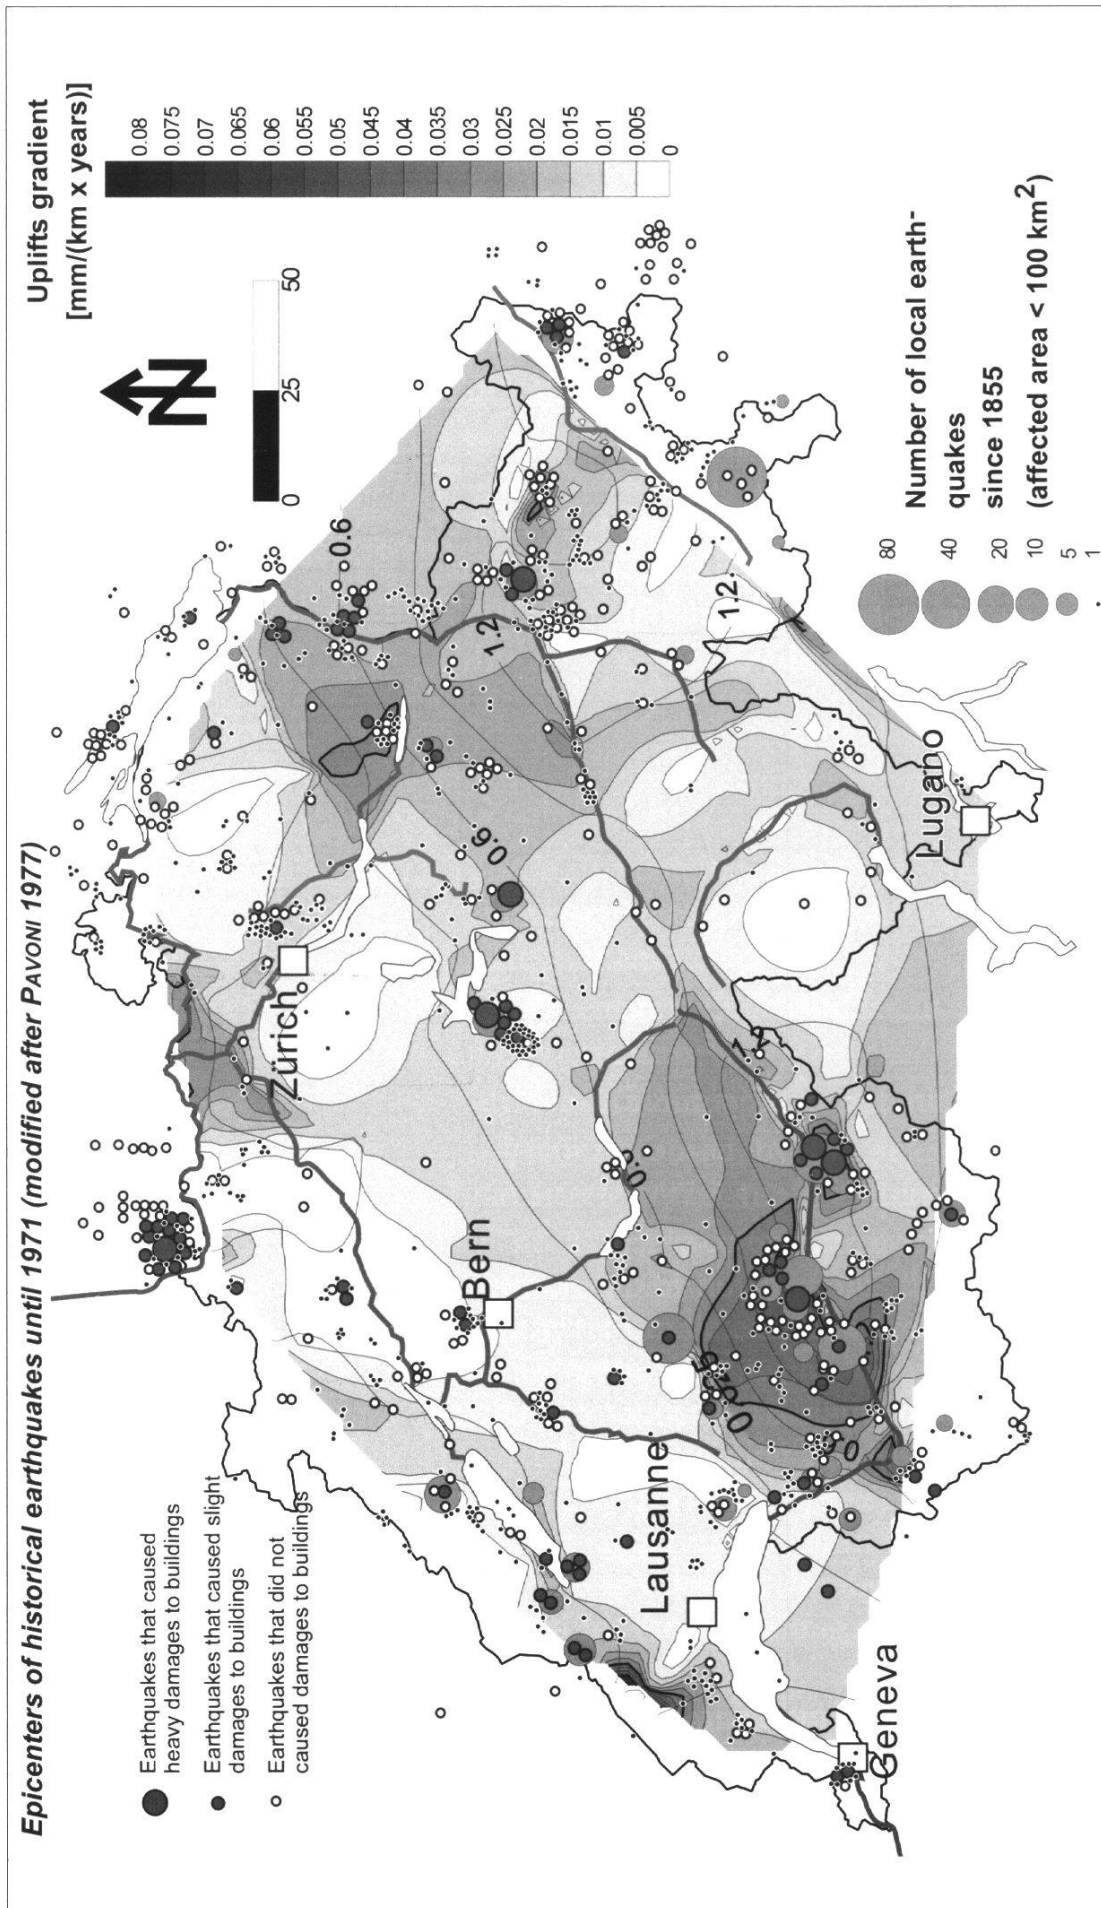 Epicenters of historical earthquakes until 1971 (modified after PAVONI 1977)
Earthquakes that caused
heavy damages to buildings
Earthquakes that caused slight
damages to buildings
Earthquakes that did not
caused damages to buildings
Uplifts gradient
[mm/(km x years)]
0.08
0.075
0.07
0.065
0.06
0.055
0.05
0.045
0.04
0.035
0.03
0.025
0.02
0.015
0.01
0.005
0
N
0
25
50
Zürich
Bern
Lausanne
Geneva
Lugano
0.6
0.6
1.2
1.2
1.2
Number of local earth-
quakes
since 1855
(affected area < 100 km²)
80
40
20
10
5
1